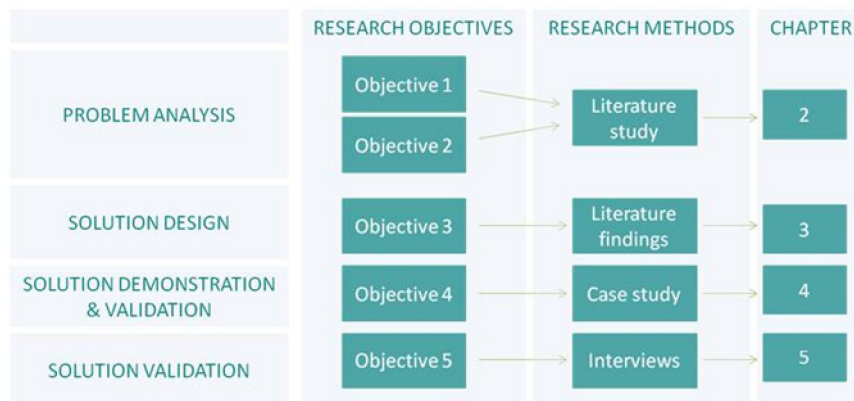 RESEARCH OBJECTIVES RESEARCH METHODS CHAPTER
PROBLEM ANALYSIS
Objective 1
Objective 2
Literature
study
2
SOLUTION DESIGN
Objective 3
Literature
findings
3
SOLUTION DEMONSTRATION
& VALIDATION
Objective 4
Case study
4
SOLUTION VALIDATION
Objective 5
Interviews
5